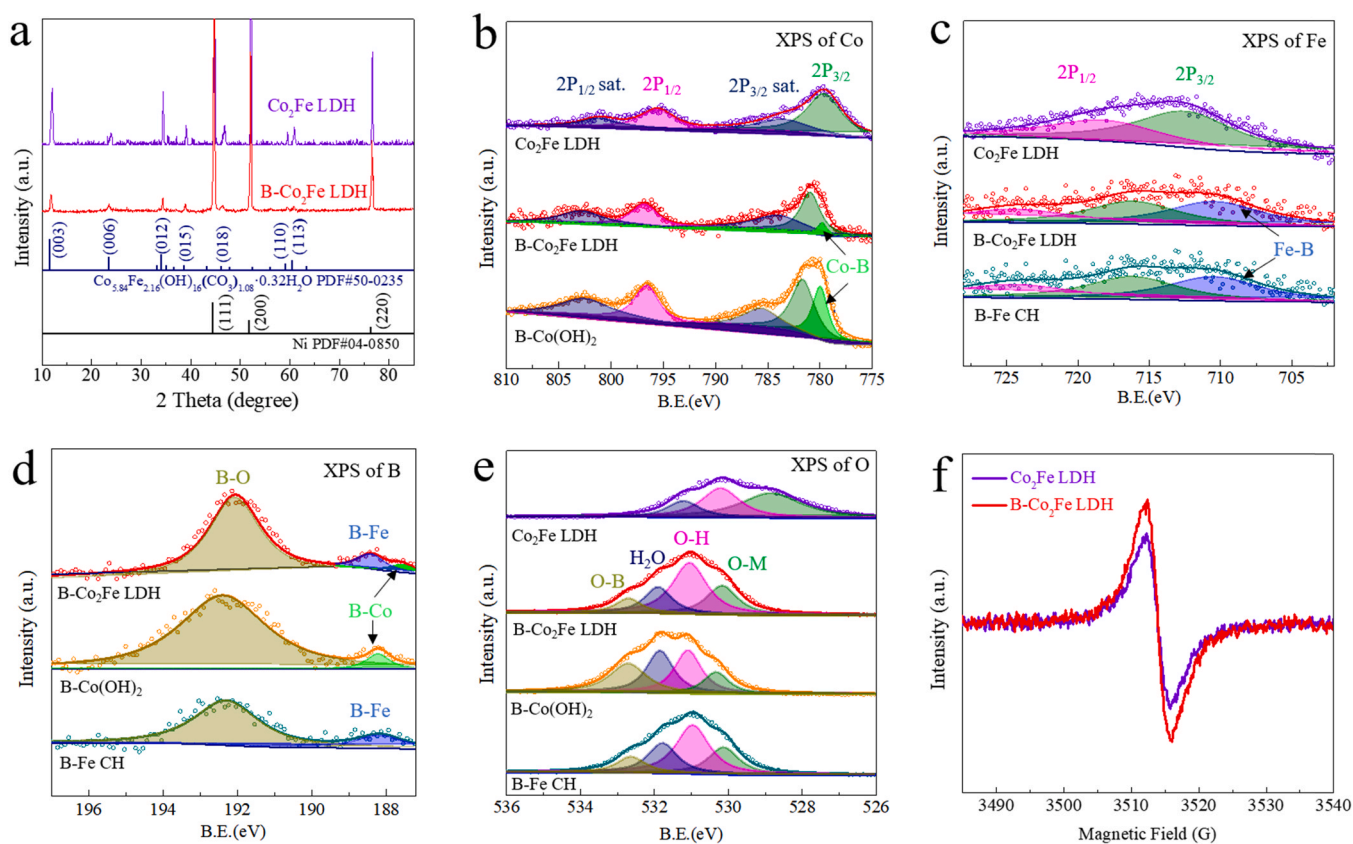 a
Co2Fe LDH
B-Co2Fe LDH
(003)
(006)
(012)
(015)
(018)
(110)
(113)
Co5.84Fe2.16(OH)16(CO3)1.08·0.32H2O PDF#50-0235
(111)
(200)
(220)
Ni PDF#04-0850
10 20 30 40 50 60 70 80
2 Theta (degree)
Intensity (a.u.)
b
XPS of Co
2P1/2 sat. 2P1/2 2P3/2 sat. 2P3/2
Co2Fe LDH
B-Co2Fe LDH
Co-B
B-Co(OH)2
810 805 800 795 790 785 780 775
B.E.(eV)
Intensity (a.u.)
c
XPS of Fe
2P1/2 2P3/2
Co2Fe LDH
B-Co2Fe LDH
Fe-B
B-Fe CH
725 720 715 710 705
B.E.(eV)
Intensity (a.u.)
d
XPS of B
B-O
B-Fe
B-Co2Fe LDH
B-Co
B-Co(OH)2
B-Fe
B-Fe CH
196 194 192 190 188
B.E.(eV)
Intensity (a.u.)
e
XPS of O
Co2Fe LDH
O-B H2O O-H O-M
B-Co2Fe LDH
B-Co(OH)2
B-Fe CH
536 534 532 530 528 526
B.E.(eV)
Intensity (a.u.)
f
Co2Fe LDH
B-Co2Fe LDH
3490 3500 3510 3520 3530 3540
Magnetic Field (G)
Intensity (a.u.)